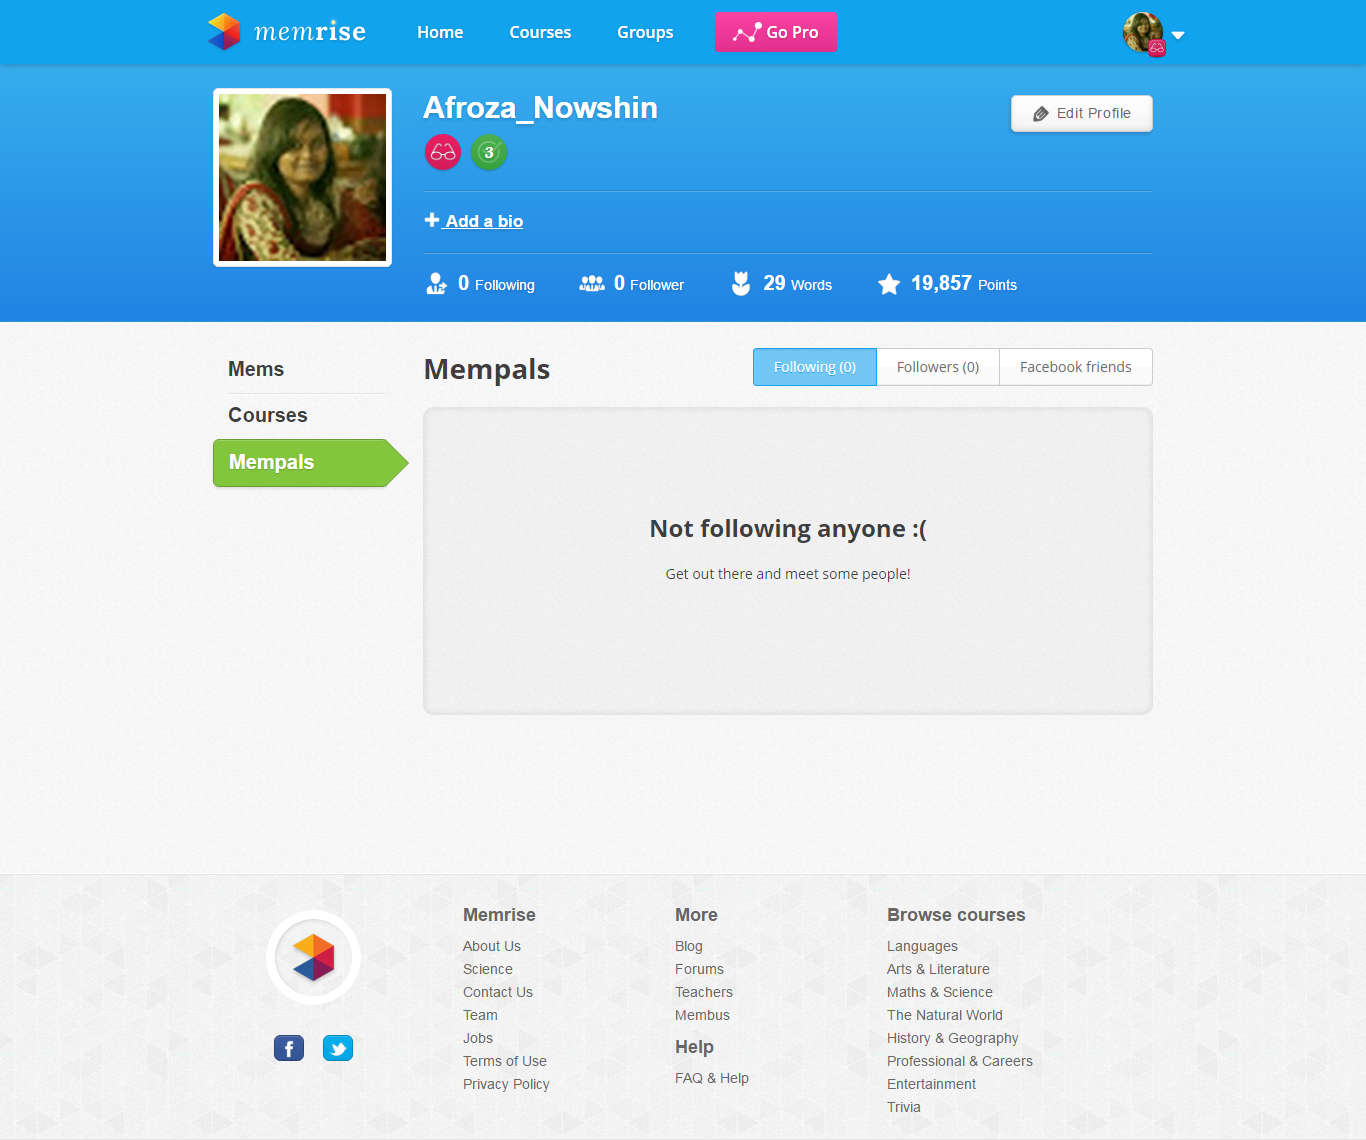 memrise
Home
Courses
Groups
Go Pro
Afroza_Nowshin
Edit Profile
3
Add a bio
0 Following
0 Follower
29 Words
19,857 Points
Mems
Courses
Mempals
Mempals
Following (0)
Followers (0)
Facebook friends
Not following anyone :(
Get out there and meet some people!
Memrise
About Us
Science
Contact Us
Team
Jobs
Terms of Use
Privacy Policy
More
Blog
Forums
Teachers
Membus
Help
FAQ & Help
Browse courses
Languages
Arts & Literature
Maths & Science
The Natural World
History & Geography
Professional & Careers
Entertainment
Trivia